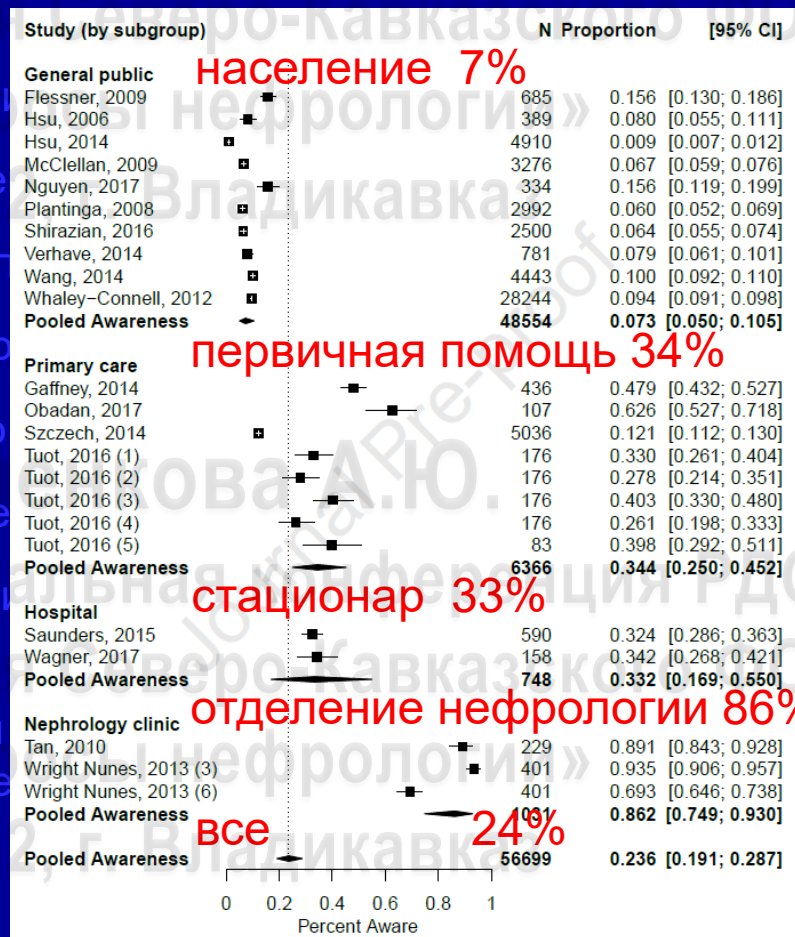 Study (by subgroup) N Proportion [95% CI]
General public
население 7%
Flessner, 2009 685 0.156 [0.130; 0.186]
Hsu, 2006 389 0.080 [0.055; 0.111]
Hsu, 2014 4910 0.009 [0.007; 0.012]
McClellan, 2009 3276 0.067 [0.059; 0.076]
Nguyen, 2017 334 0.156 [0.119; 0.199]
Plantinga, 2008 2992 0.060 [0.052; 0.069]
Shirazian, 2016 2500 0.064 [0.055; 0.074]
Verhave, 2014 781 0.079 [0.061; 0.101]
Wang, 2014 4443 0.100 [0.092; 0.110]
Whaley−Connell, 2012 28244 0.094 [0.091; 0.098]
Pooled Awareness 48554 0.073 [0.050; 0.105]
первичная помощь 34%
Primary care
Gaffney, 2014 436 0.479 [0.432; 0.527]
Obadan, 2017 107 0.626 [0.527; 0.718]
Szczech, 2014 5036 0.121 [0.112; 0.130]
Tuot, 2016 (1) 176 0.330 [0.261; 0.404]
Tuot, 2016 (2) 176 0.278 [0.214; 0.351]
Tuot, 2016 (3) 176 0.403 [0.330; 0.480]
Tuot, 2016 (4) 176 0.261 [0.198; 0.333]
Tuot, 2016 (5) 83 0.398 [0.292; 0.511]
Pooled Awareness 6366 0.344 [0.250; 0.452]
стационар 33%
Hospital
Saunders, 2015 590 0.324 [0.286; 0.363]
Wagner, 2017 158 0.342 [0.268; 0.421]
Pooled Awareness 748 0.332 [0.169; 0.550]
отделение нефрологии 86%
Nephrology clinic
Tan, 2010 229 0.891 [0.843; 0.928]
Wright Nunes, 2013 (3) 401 0.935 [0.906; 0.957]
Wright Nunes, 2013 (6) 401 0.693 [0.646; 0.738]
Pooled Awareness 1031 0.862 [0.749; 0.930]
все 24%
Pooled Awareness 56699 0.236 [0.191; 0.287]
0 0.2 0.4 0.6 0.8 1
Percent Aware
Journal Pre-proof
Северо-Кавказского
нефрологии»
г. Владикавказ
А.Ю.
конференция РДО
Северо-Кавказского ФО
нефрологии»
г. Владикавказ